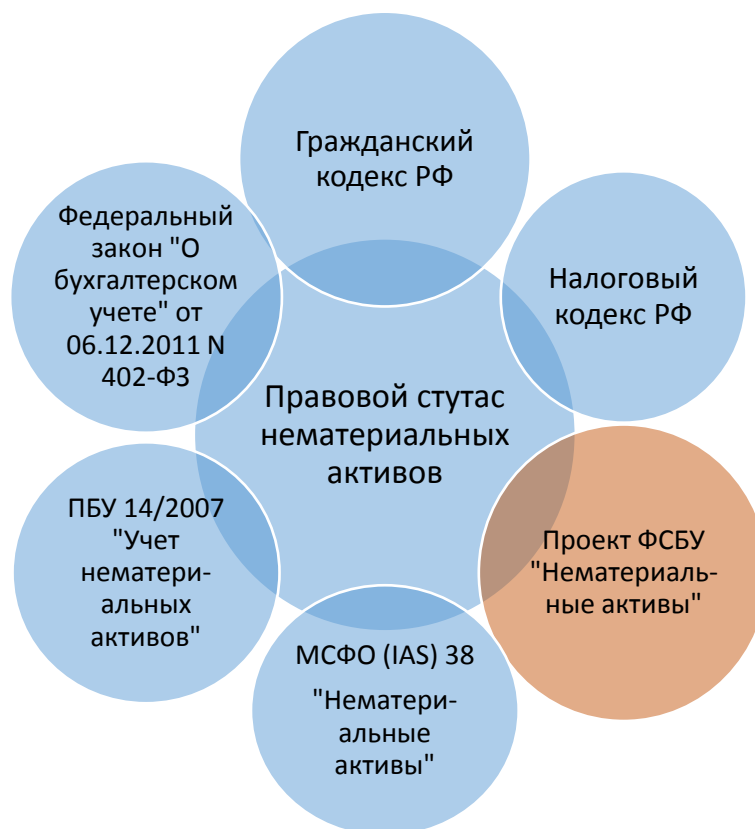 Гражданский
кодекс РФ
Налоговый
кодекс РФ
Проект ФСБУ
"Нематериаль-
ные активы"
МСФО (IAS) 38
"Нематери-
альные
активы"
ПБУ 14/2007
"Учет
нематери-
альных
активов"
Федеральный
закон "О
бухгалтерском
учете" от
06.12.2011 N
402-ФЗ
Правовой стутас
нематериальных
активов